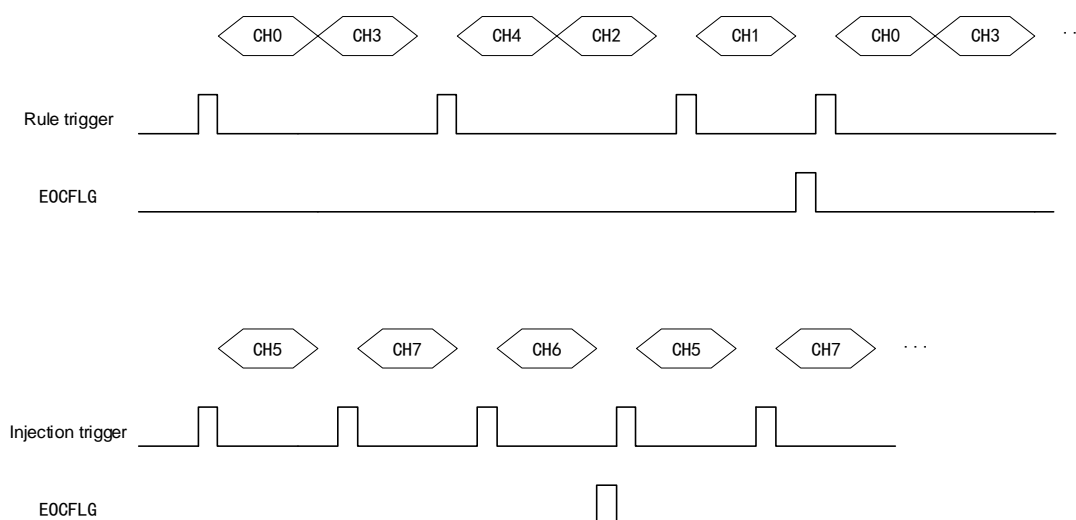 CH0 CH3 CH4 CH2 CH1 CH0 CH3 ..
Rule trigger
EOCFLG
CH5 CH7 CH6 CH5 CH7 ...
Injection trigger
EOCFLG